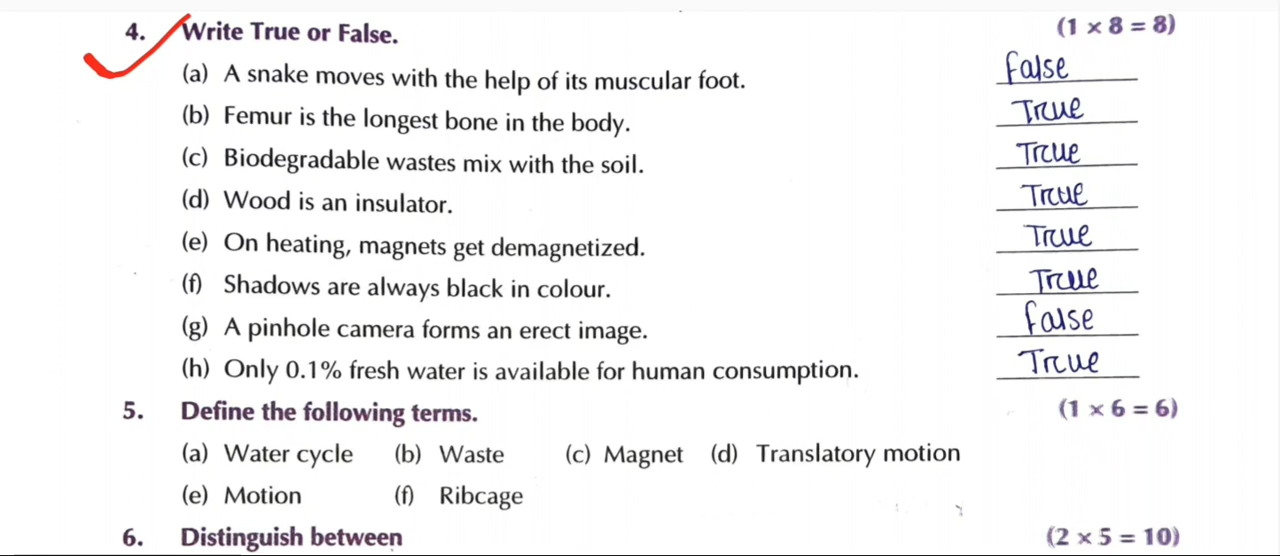 4. Write True or False. (1 × 8 = 8)
(a) A snake moves with the help of its muscular foot. False
(b) Femur is the longest bone in the body. True
(c) Biodegradable wastes mix with the soil. True
(d) Wood is an insulator. True
(e) On heating, magnets get demagnetized. True
(f) Shadows are always black in colour. True
(g) A pinhole camera forms an erect image. false
(h) Only 0.1% fresh water is available for human consumption. True
5. Define the following terms. (1 × 6 = 6)
(a) Water cycle (b) Waste (c) Magnet (d) Translatory motion
(e) Motion (f) Ribcage
6. Distinguish between (2 × 5 = 10)